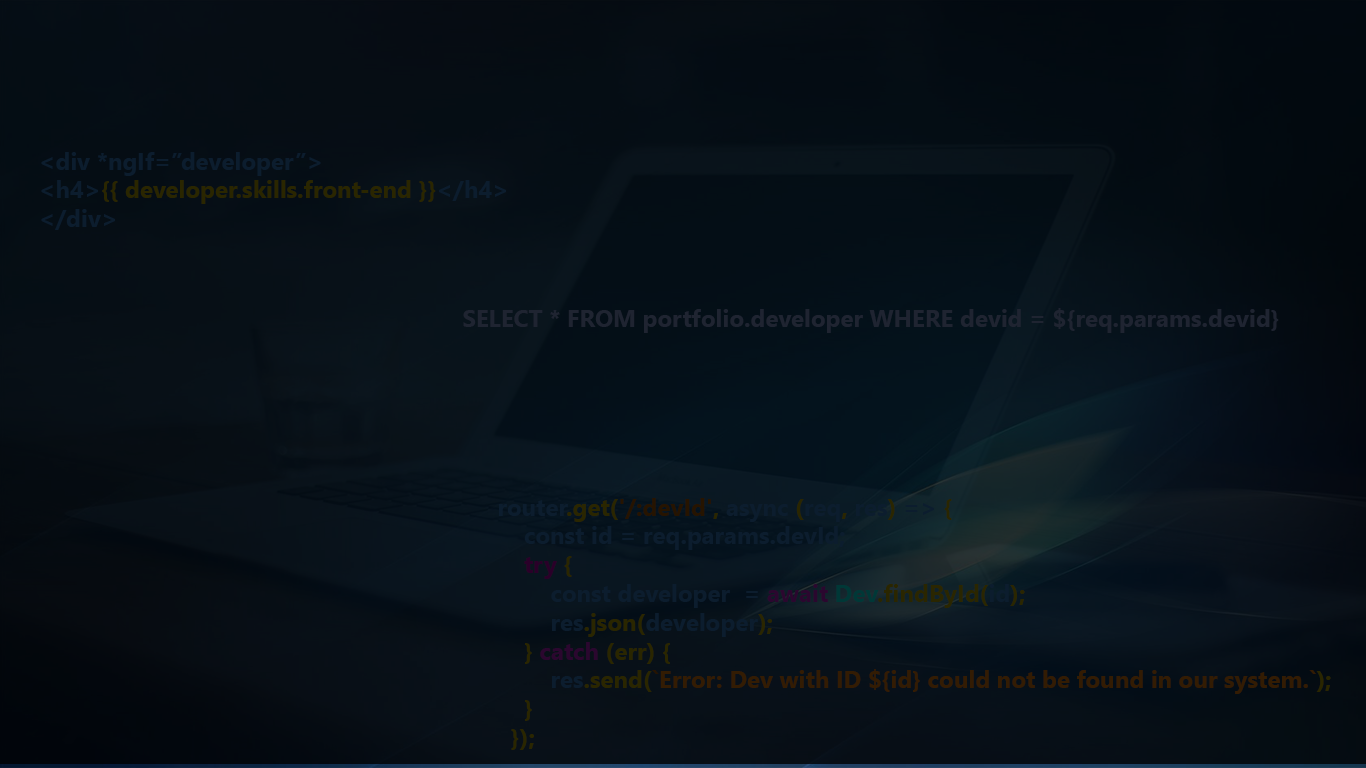 <div *ngIf=”developer”>
<h4>{{ developer.skills.front-end }}</h4>
</div>
SELECT * FROM portfolio.developer WHERE devid = ${req.params.devid}
router.get(`/:devId`, async (req, res) => {
const id = req.params.devId;
try {
const developer = await Dev.findById(id);
res.json(developer);
} catch (err) {
res.send(`Error: Dev with ID ${id} could not be found in our system.`);
}
});